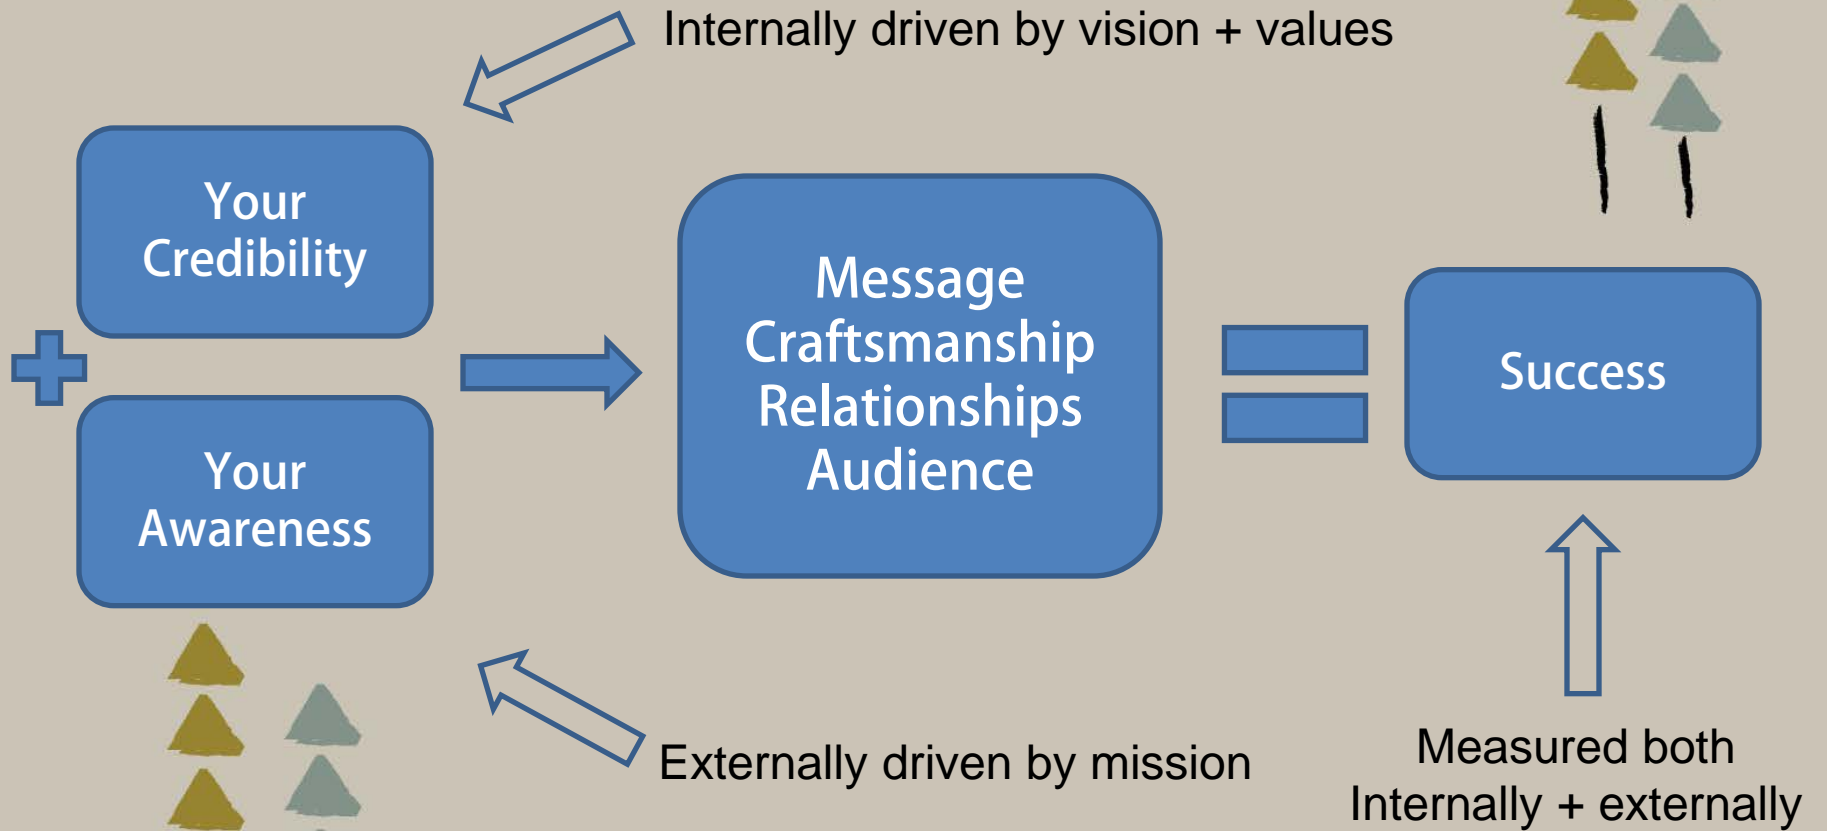 Internally driven by vision + values
Your
Credibility
Your
Awareness
Message
Craftsmanship
Relationships
Audience
Success
Externally driven by mission
Measured both
Internally + externally